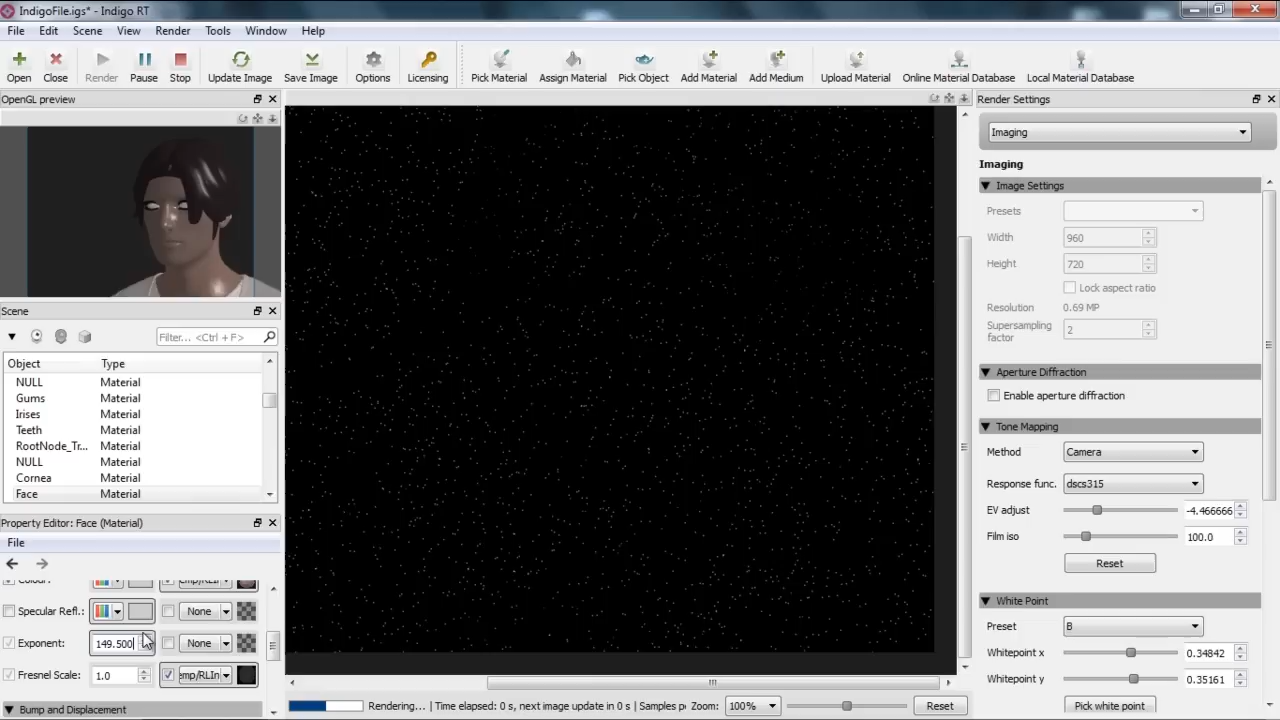 IndigoFile.igs* - Indigo RT
File Edit Scene View Render Tools Window Help
Open Close Render Pause Stop Update Image Save Image Options Licensing Pick Material Assign Material Pick Object Add Material Add Medium Upload Material Online Material Database Local Material Database
OpenGL preview
Scene
Filter... <Ctrl + F>
Object Type
NULL Material
Gums Material
Irises Material
Teeth Material
RootNode_Tr... Material
NULL Material
Cornea Material
Face Material
Property Editor: Face (Material)
File
Specular Refl.: None
Exponent: 149.500 None
Fresnel Scale: 1.0 emp/RLIn
Bump and Displacement
Rendering... | Time elapsed: 0 s, next image update in 0 s | Samples pe Zoom: 100% Reset
Render Settings
Imaging
Imaging
Image Settings
Presets
Width 960
Height 720
Lock aspect ratio
Resolution 0.69 MP
Supersampling factor 2
Aperture Diffraction
Enable aperture diffraction
Tone Mapping
Method Camera
Response func. dscs315
EV adjust -4.466666
Film iso 100.0
Reset
White Point
Preset B
Whitepoint x 0.34842
Whitepoint y 0.35161
Pick white point